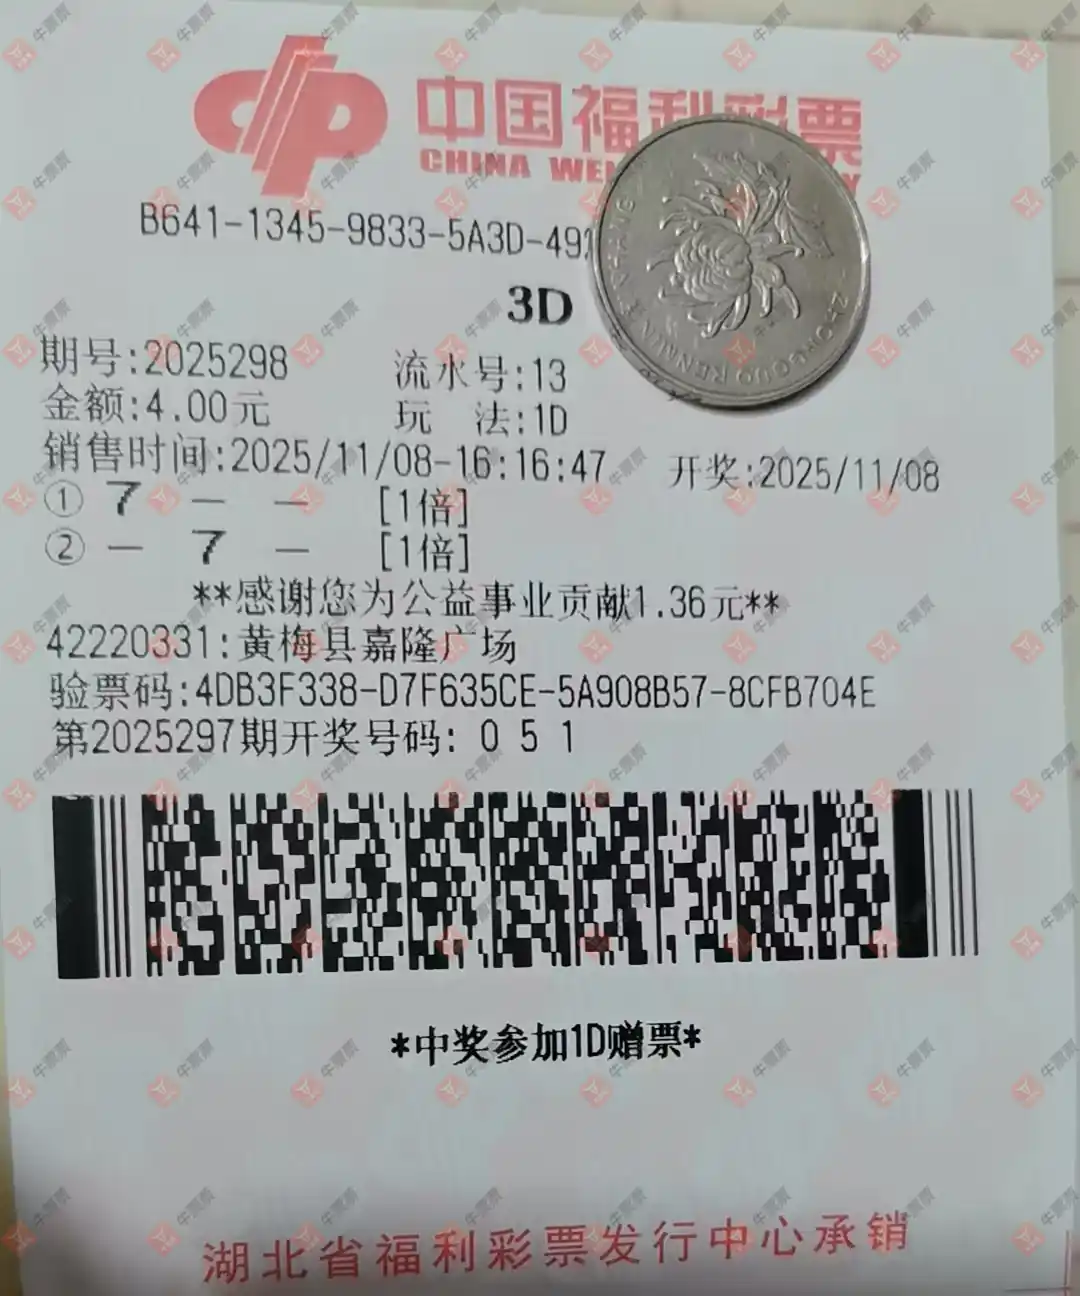 中国福利彩票
CHINA WEL
B641-1345-9833-5A3D-49
3D
期号:2025298 流水号:13
金额:4.00元 玩 法:1D
销售时间:2025/11/08-16:16:47 开奖:2025/11/08
① 7 — — [1倍]
② — 7 — [1倍]
**感谢您为公益事业贡献1.36元**
42220331:黄梅县嘉隆广场
验票码:4DB3F338-D7F635CE-5A908B57-8CFB704E
第2025297期开奖号码: 0 5 1
*中奖参加1D赠票*
湖北省福利彩票发行中心承销
牛票票